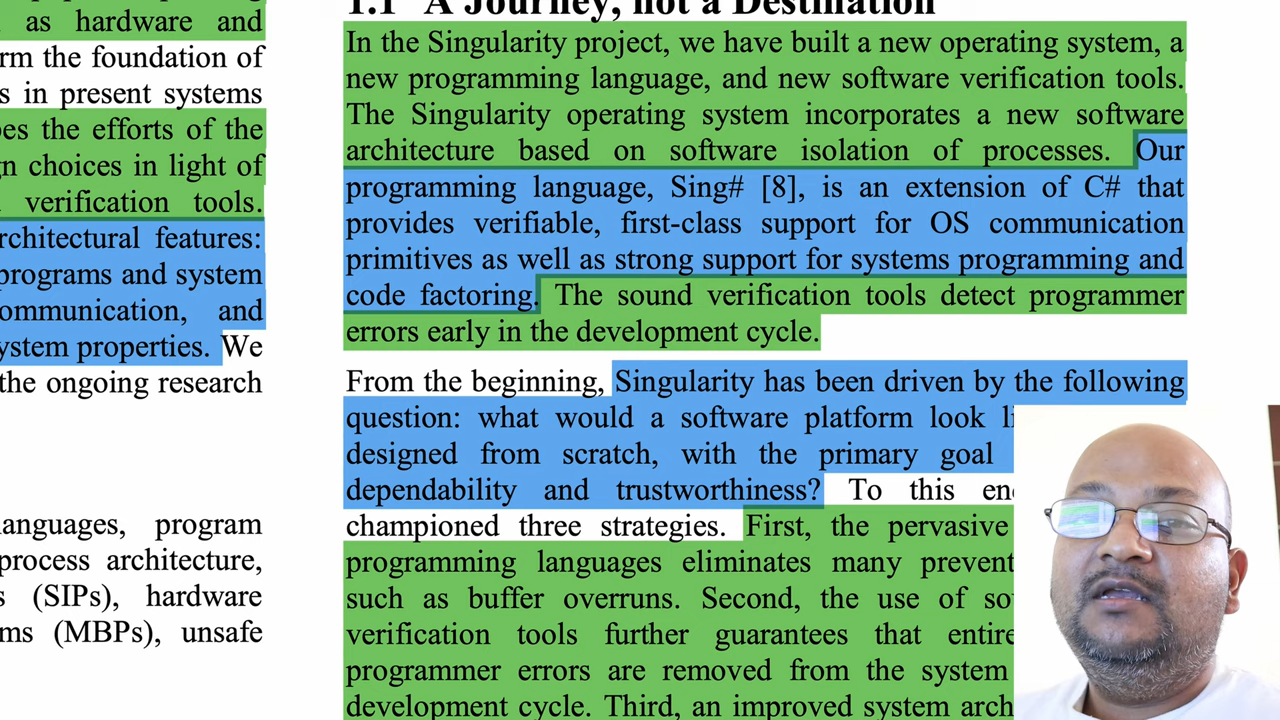 as hardware and
rm the foundation of
s in present systems
es the efforts of the
n choices in light of
verification tools.
rchitectural features:
programs and system
ommunication, and
ystem properties. We
the ongoing research
languages, program
process architecture,
s (SIPs), hardware
ms (MBPs), unsafe
1.1 A Journey, not a Destination
In the Singularity project, we have built a new operating system, a
new programming language, and new software verification tools.
The Singularity operating system incorporates a new software
architecture based on software isolation of processes. Our
programming language, Sing# [8], is an extension of C# that
provides verifiable, first-class support for OS communication
primitives as well as strong support for systems programming and
code factoring. The sound verification tools detect programmer
errors early in the development cycle.
From the beginning, Singularity has been driven by the following
question: what would a software platform look li
designed from scratch, with the primary goal
dependability and trustworthiness? To this en
championed three strategies. First, the pervasive
programming languages eliminates many prevent
such as buffer overruns. Second, the use of so
verification tools further guarantees that entire
programmer errors are removed from the system
development cycle. Third, an improved system arch